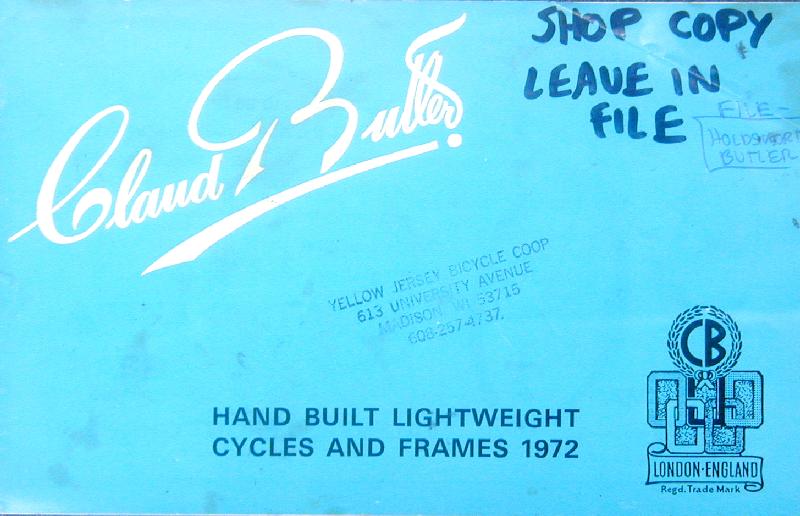 Claud Butler
SHOP COPY
LEAVE IN
FILE
FILE -
HOLDSWORT
BUTLER
YELLOW JERSEY BICYCLE COOP
613 UNIVERSITY AVENUE
MADISON WI 53715
608-257-4737.
HAND BUILT LIGHTWEIGHT
CYCLES AND FRAMES 1972
CB
LONDON·ENGLAND
Regd. Trade Mark